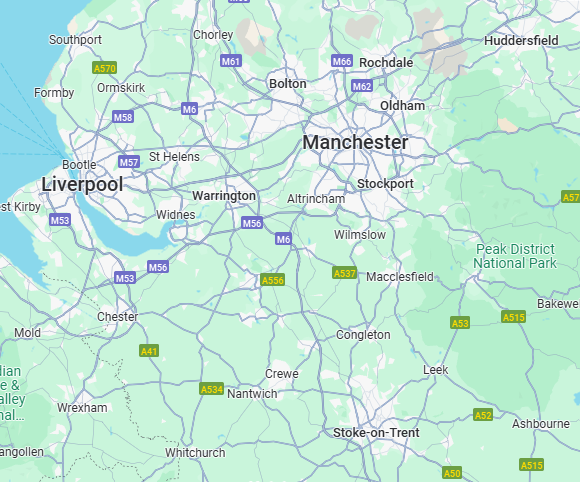 Southport
Chorley
Huddersfield
M61
M66
Rochdale
A570
Bolton
M62
Formby
Ormskirk
M6
Oldham
M58
Manchester
Bootle
M57
St Helens
Liverpool
Stockport
Warrington
Altrincham
A57
st Kirby
M53
Widnes
M56
M6
Wilmslow
Peak District
National Park
M56
M53
A556
A537
Macclesfield
Bakewe
Chester
A53
A515
Mold
Congleton
A41
dian
e &
alley
nal...
Crewe
Leek
A534
Nantwich
Wrexham
A52
Ashbourne
Stoke-on-Trent
angollen
Whitchurch
A50
A515